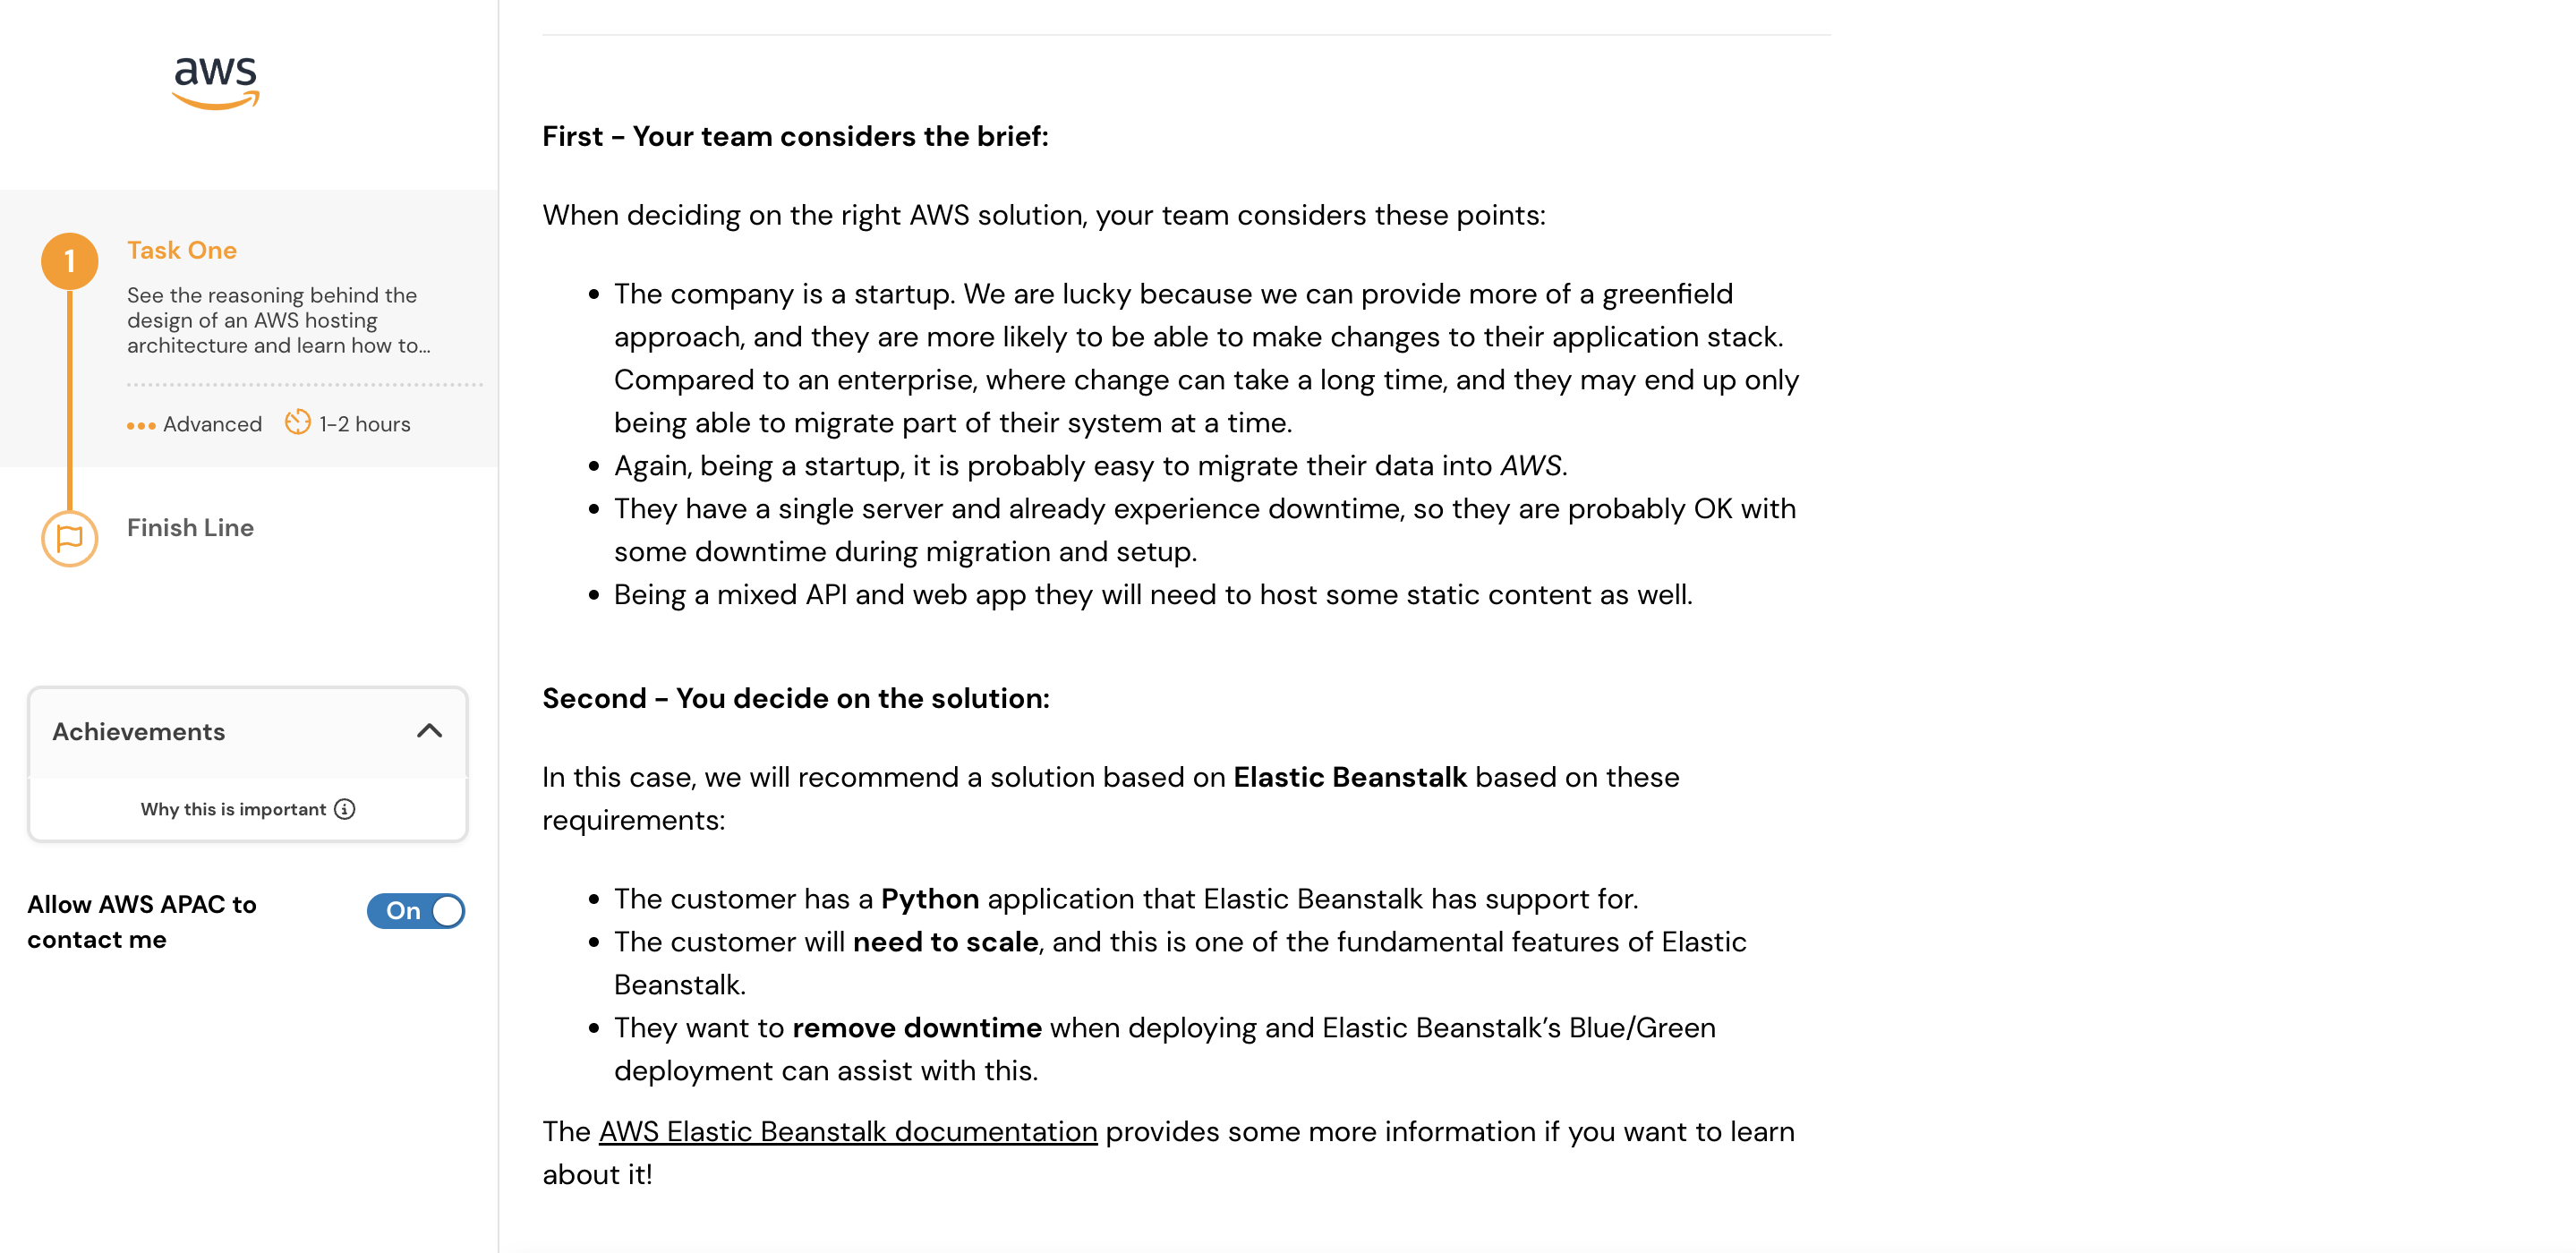 aws
1
Task One
See the reasoning behind the
design of an AWS hosting
architecture and learn how to...
Advanced 1-2 hours
Finish Line
Achievements
Why this is important
Allow AWS APAC to
contact me
On
First - Your team considers the brief:
When deciding on the right AWS solution, your team considers these points:
• The company is a startup. We are lucky because we can provide more of a greenfield
approach, and they are more likely to be able to make changes to their application stack.
Compared to an enterprise, where change can take a long time, and they may end up only
being able to migrate part of their system at a time.
• Again, being a startup, it is probably easy to migrate their data into AWS.
• They have a single server and already experience downtime, so they are probably OK with
some downtime during migration and setup.
• Being a mixed API and web app they will need to host some static content as well.
Second - You decide on the solution:
In this case, we will recommend a solution based on Elastic Beanstalk based on these
requirements:
• The customer has a Python application that Elastic Beanstalk has support for.
• The customer will need to scale, and this is one of the fundamental features of Elastic
Beanstalk.
• They want to remove downtime when deploying and Elastic Beanstalk’s Blue/Green
deployment can assist with this.
The AWS Elastic Beanstalk documentation provides some more information if you want to learn
about it!